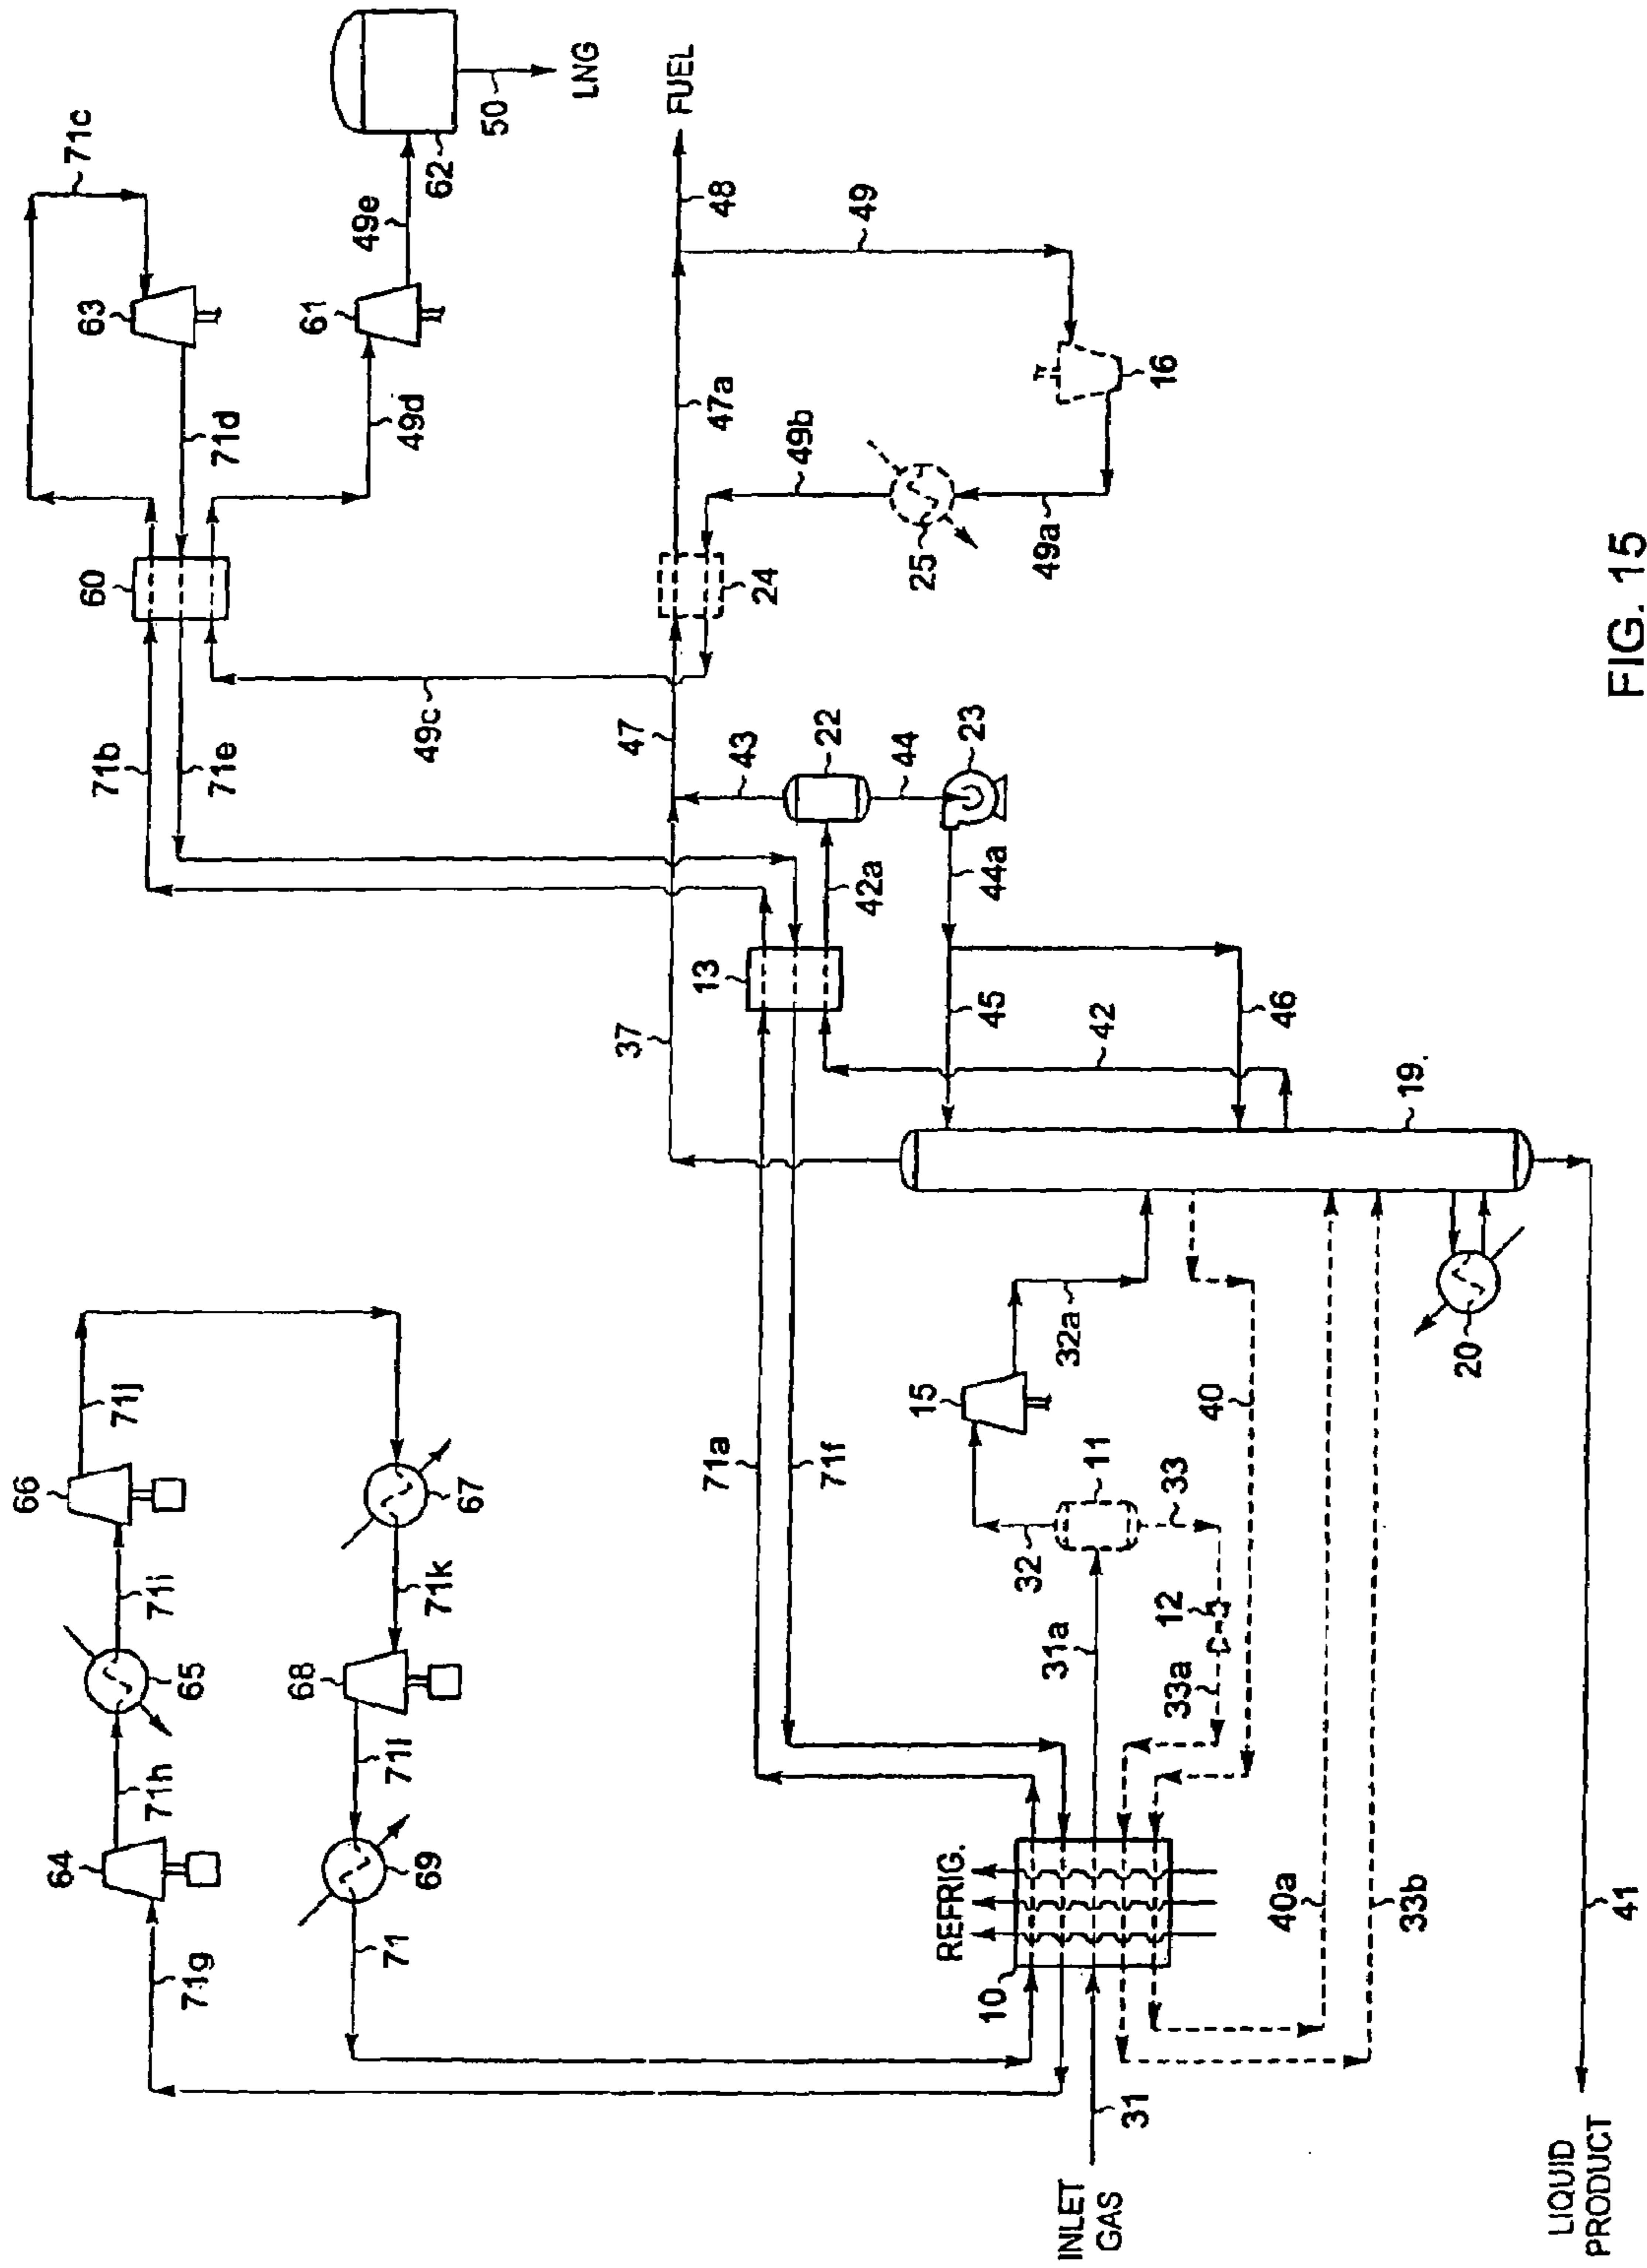 71c
63
71d
60
71b
71e
61
49d
49e
62
50
LNG
FUEL
48
49
47a
47
49c
49b
24
25
49a
16
43
22
44
23
44a
42a
13
37
45
46
42
19.
66
71j
71i
65
71h
64
67
71k
68
71l
69
71
71g
71a
71f
15
32a
32
11
33
40
12
33a
31a
20
REFRIG.
10
40a
33b
31
41
INLET
GAS
LIQUID
PRODUCT
FIG. 15